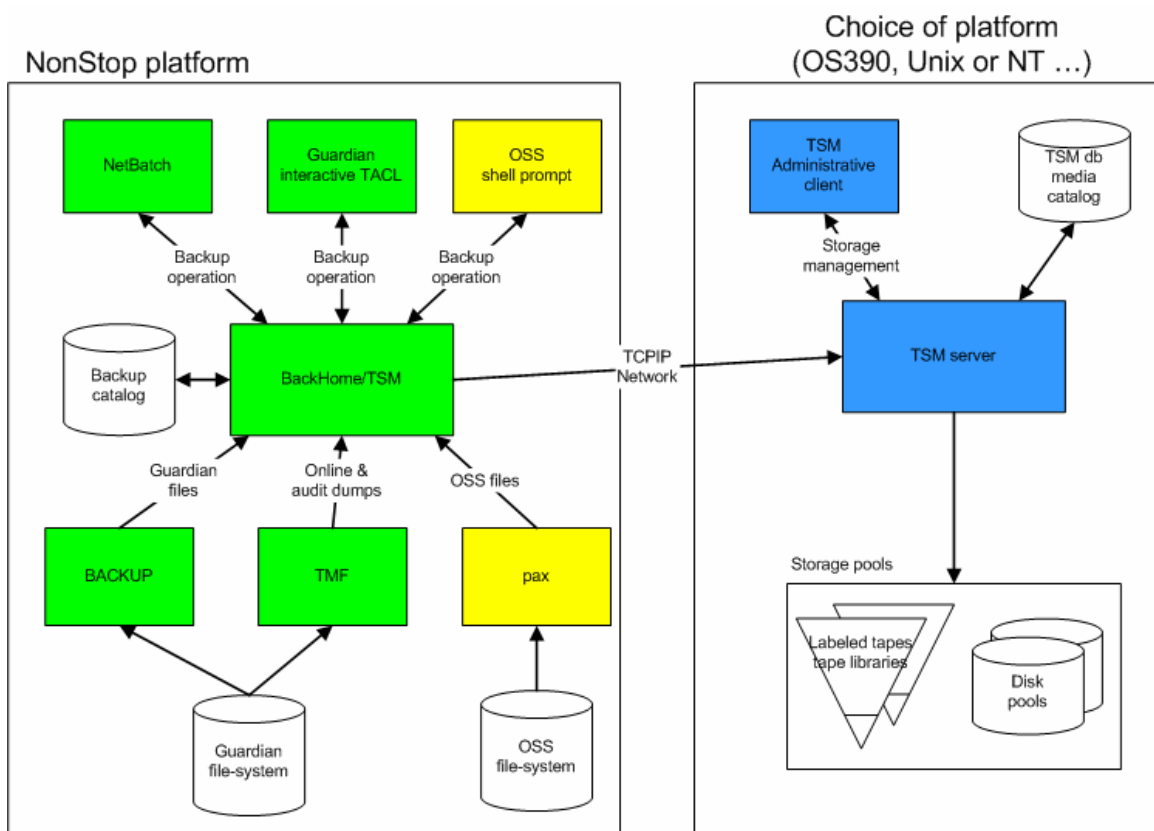 Choice of platform
(OS390, Unix or NT ...)
NonStop platform
NetBatch
Guardian
interactive TACL
OSS
shell prompt
TSM
Administrative
client
TSM db
media
catalog
Backup
operation
Backup
operation
Backup
operation
Storage
management
Backup
catalog
BackHome/TSM
TCPIP
Network
TSM server
Guardian
files
Online &
audit dumps
OSS files
BACKUP
TMF
pax
Storage pools
Labeled tapes
tape libraries
Disk
pools
Guardian
file-system
OSS
file-system